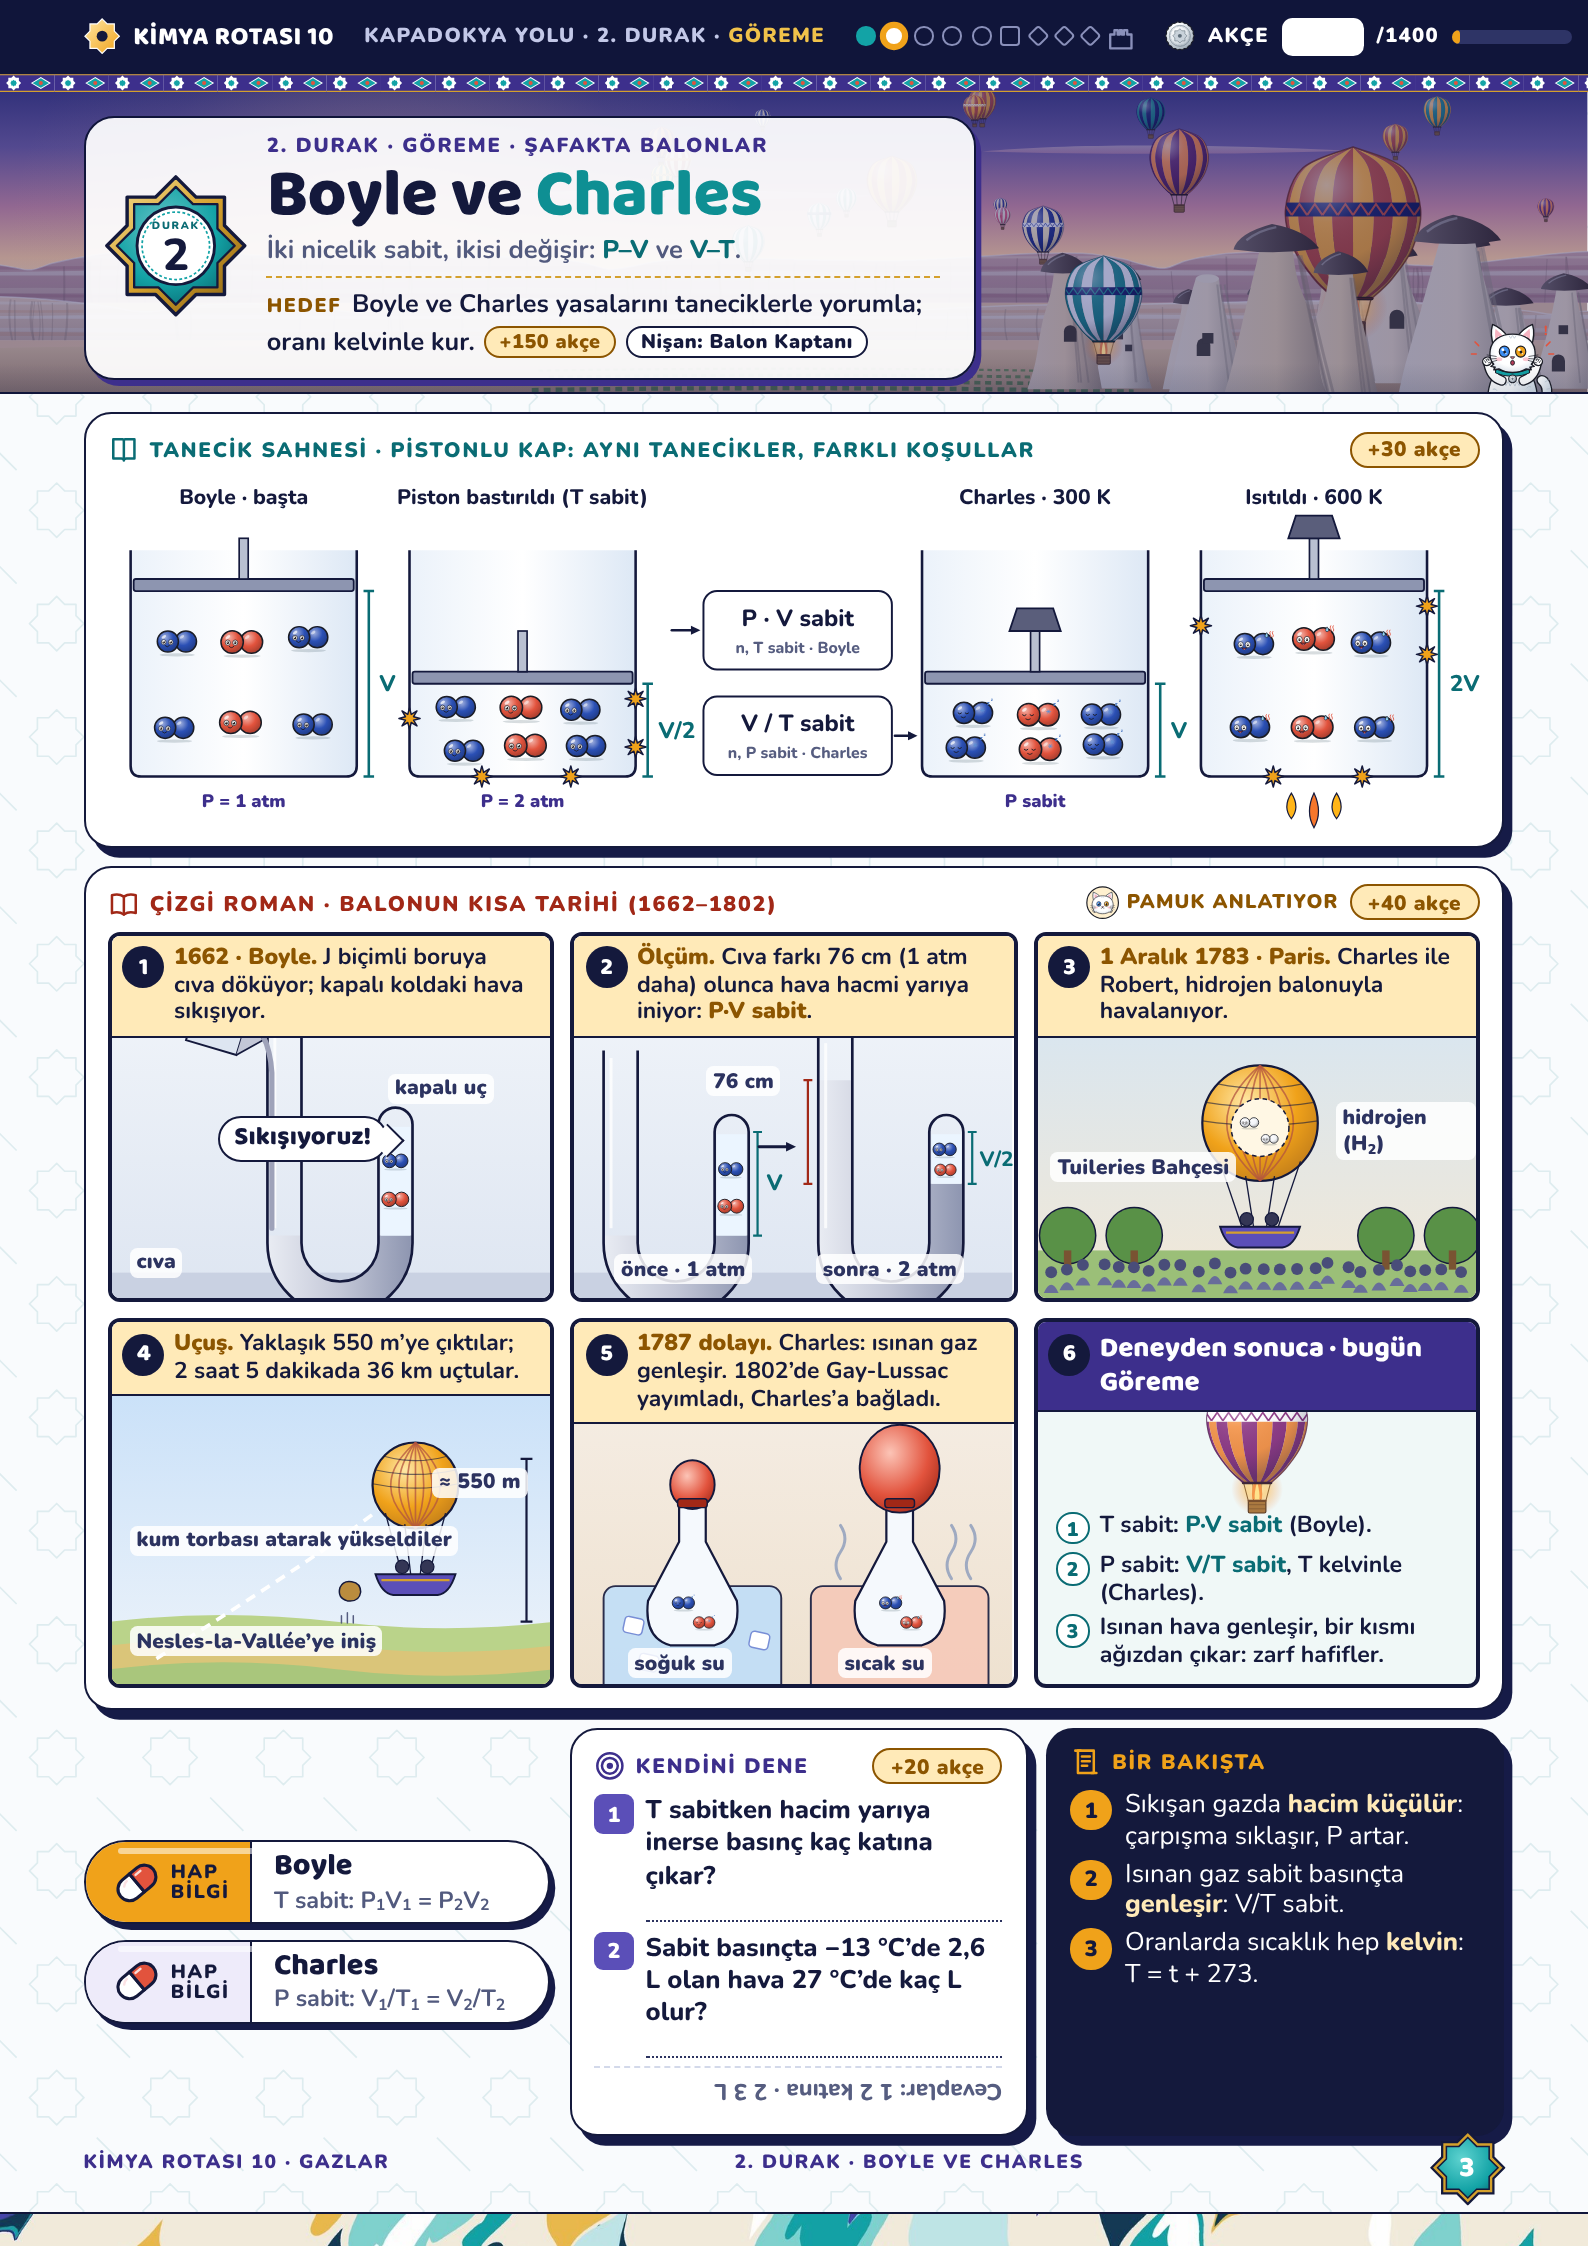 KİMYA ROTASI 10
KAPADOKYA YOLU · 2. DURAK · GÖREME
AKÇE /1400
2. DURAK · GÖREME · ŞAFAKTA BALONLAR
DURAK
2
Boyle ve Charles
İki nicelik sabit, ikisi değişir: P–V ve V–T.
HEDEF Boyle ve Charles yasalarını taneciklerle yorumla;
oranı kelvinle kur. +150 akçe Nişan: Balon Kaptanı
TANECİK SAHNESİ · PİSTONLU KAP: AYNI TANECİKLER, FARKLI KOŞULLAR
+30 akçe
Boyle · başta
Piston bastırıldı (T sabit)
Charles · 300 K
Isıtıldı · 600 K
V
V/2
P · V sabit
n, T sabit · Boyle
V / T sabit
n, P sabit · Charles
V
2V
P = 1 atm
P = 2 atm
P sabit
ÇİZGİ ROMAN · BALONUN KISA TARİHİ (1662–1802)
PAMUK ANLATIYOR
+40 akçe
1
1662 · Boyle. J biçimli boruya
cıva döküyor; kapalı koldaki hava
sıkışıyor.
kapalı uç
Sıkışıyoruz!
cıva
2
Ölçüm. Cıva farkı 76 cm (1 atm
daha) olunca hava hacmi yarıya
iniyor: P·V sabit.
76 cm
V
V/2
önce · 1 atm
sonra · 2 atm
3
1 Aralık 1783 · Paris. Charles ile
Robert, hidrojen balonuyla
havalanıyor.
hidrojen
(H₂)
Tuileries Bahçesi
4
Uçuş. Yaklaşık 550 m’ye çıktılar;
2 saat 5 dakikada 36 km uçtular.
≈ 550 m
kum torbası atarak yükseldiler
Nesles-la-Vallée’ye iniş
5
1787 dolayı. Charles: ısınan gaz
genleşir. 1802’de Gay-Lussac
yayımladı, Charles’a bağladı.
soğuk su
sıcak su
6
Deneyden sonuca · bugün
Göreme
1 T sabit: P·V sabit (Boyle).
2 P sabit: V/T sabit, T kelvinle
(Charles).
3 Isınan hava genleşir, bir kısmı
ağızdan çıkar: zarf hafifler.
HAP
BİLGİ
Boyle
T sabit: P₁V₁ = P₂V₂
HAP
BİLGİ
Charles
P sabit: V₁/T₁ = V₂/T₂
KENDİNİ DENE
+20 akçe
1 T sabitken hacim yarıya
inerse basınç kaç katına
çıkar?
2 Sabit basınçta −13 °C’de 2,6
L olan hava 27 °C’de kaç L
olur?
Cevaplar: 1 2 katına · 2 3 L
BİR BAKIŞTA
1 Sıkışan gazda hacim küçülür:
çarpışma sıklaşır, P artar.
2 Isınan gaz sabit basınçta
genleşir: V/T sabit.
3 Oranlarda sıcaklık hep kelvin:
T = t + 273.
KİMYA ROTASI 10 · GAZLAR
2. DURAK · BOYLE VE CHARLES
3